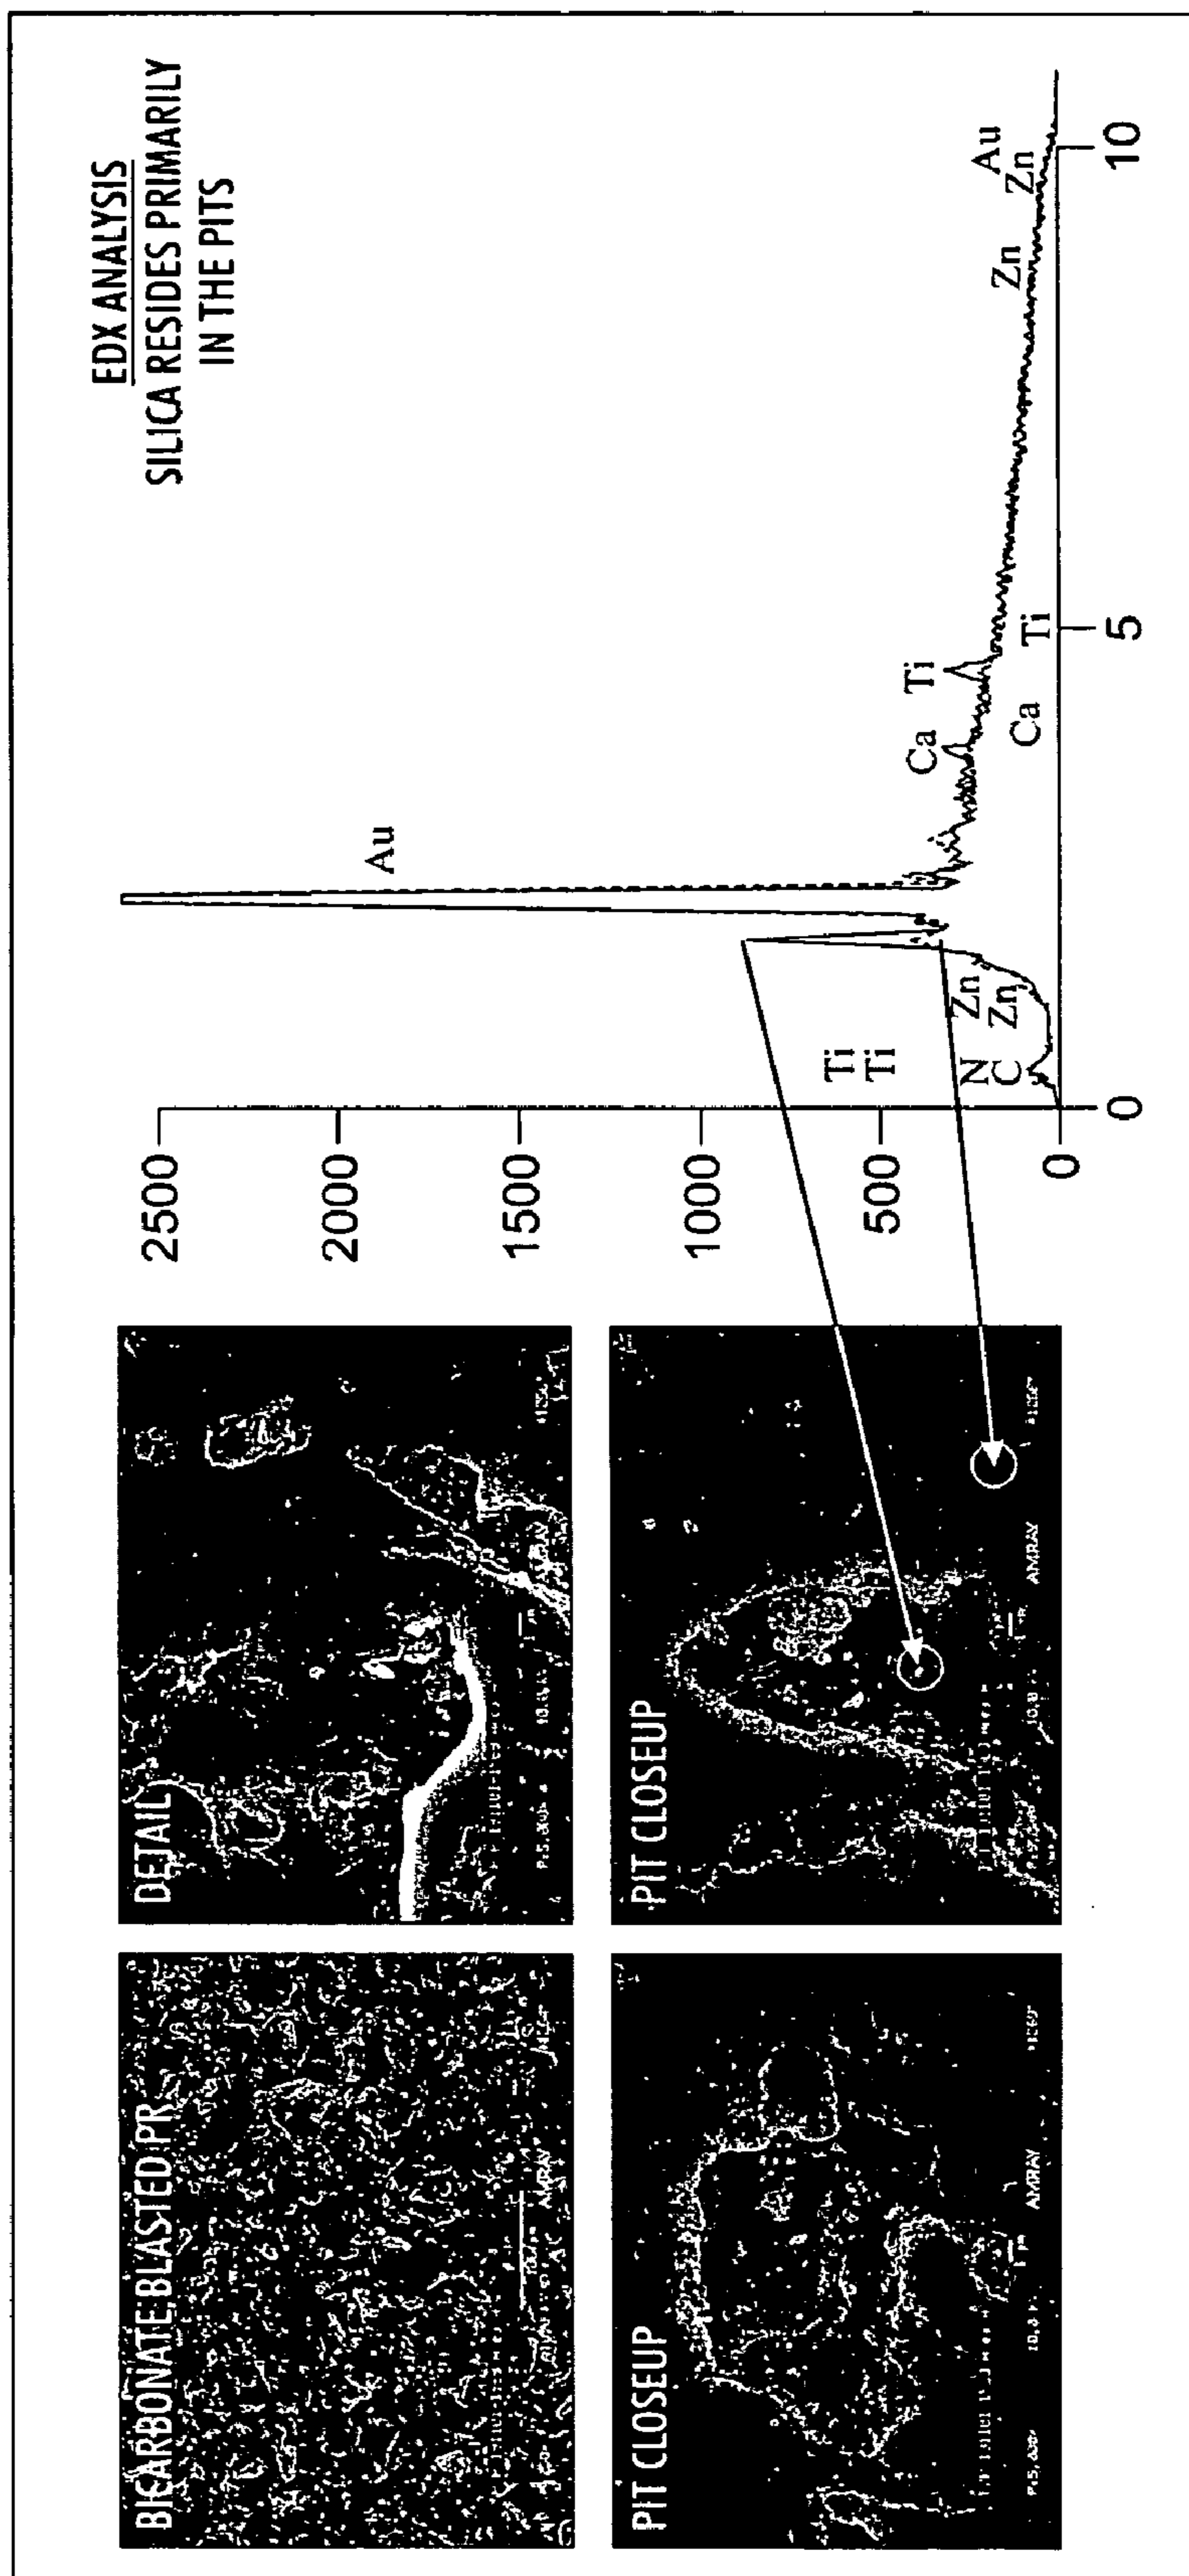 EDX ANALYSIS
SILICA RESIDES PRIMARILY
IN THE PITS
BICARBONATE BLASTED PR
AMRAY
DETAIL
AMRAY
PIT CLOSEUP
AMRAY
PIT CLOSEUP
AMRAY
2500
2000
1500
1000
500
0
0
5
10
Au
Ti
Ti
N
C
Zn
Zn
Ca
Ti
Ca
Ti
Zn
Au
Zn